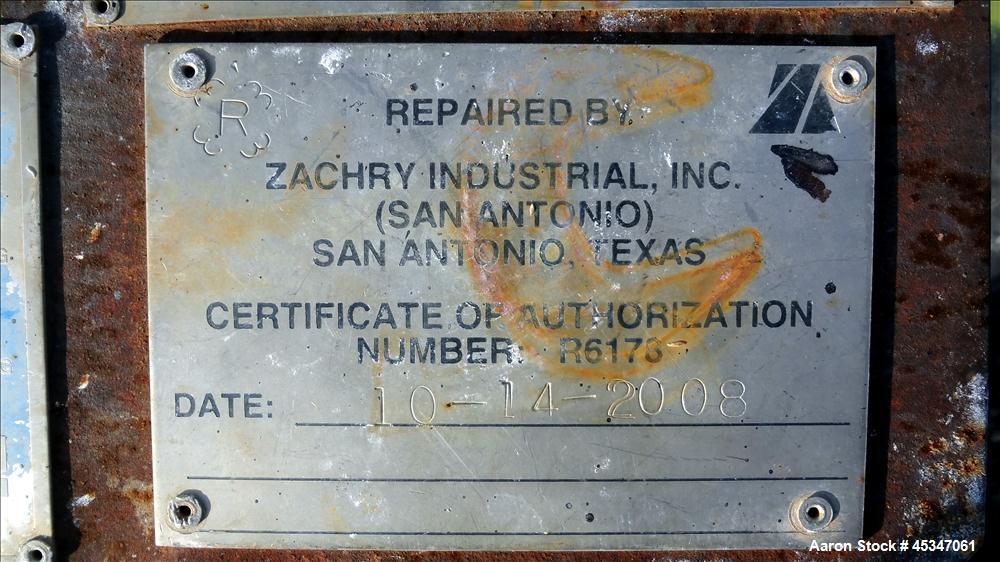 R
REPAIRED BY
ZACHRY INDUSTRIAL, INC.
(SAN ANTONIO)
SAN ANTONIO, TEXAS
CERTIFICATE OF AUTHORIZATION
NUMBER: R6178
DATE: 10-14-2008
Aaron Stock # 45347061